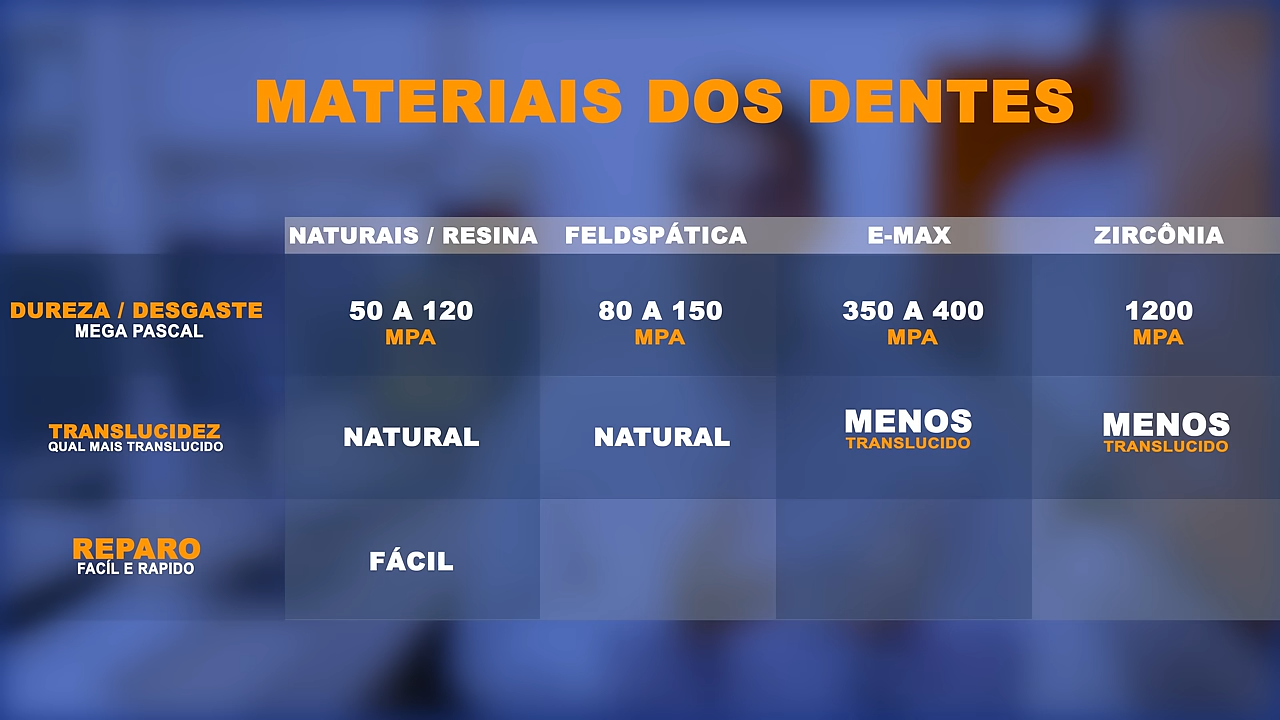 MATERIAIS DOS DENTES
NATURAIS / RESINA FELDSPÁTICA E-MAX ZIRCÔNIA
DUREZA / DESGASTE 50 A 120 80 A 150 350 A 400 1200
MEGA PASCAL MPA MPA MPA MPA
TRANSLUCIDEZ NATURAL NATURAL MENOS MENOS
QUAL MAIS TRANSLUCIDO TRANSLUCIDO TRANSLUCIDO
REPARO FÁCIL
FACÍL E RAPIDO